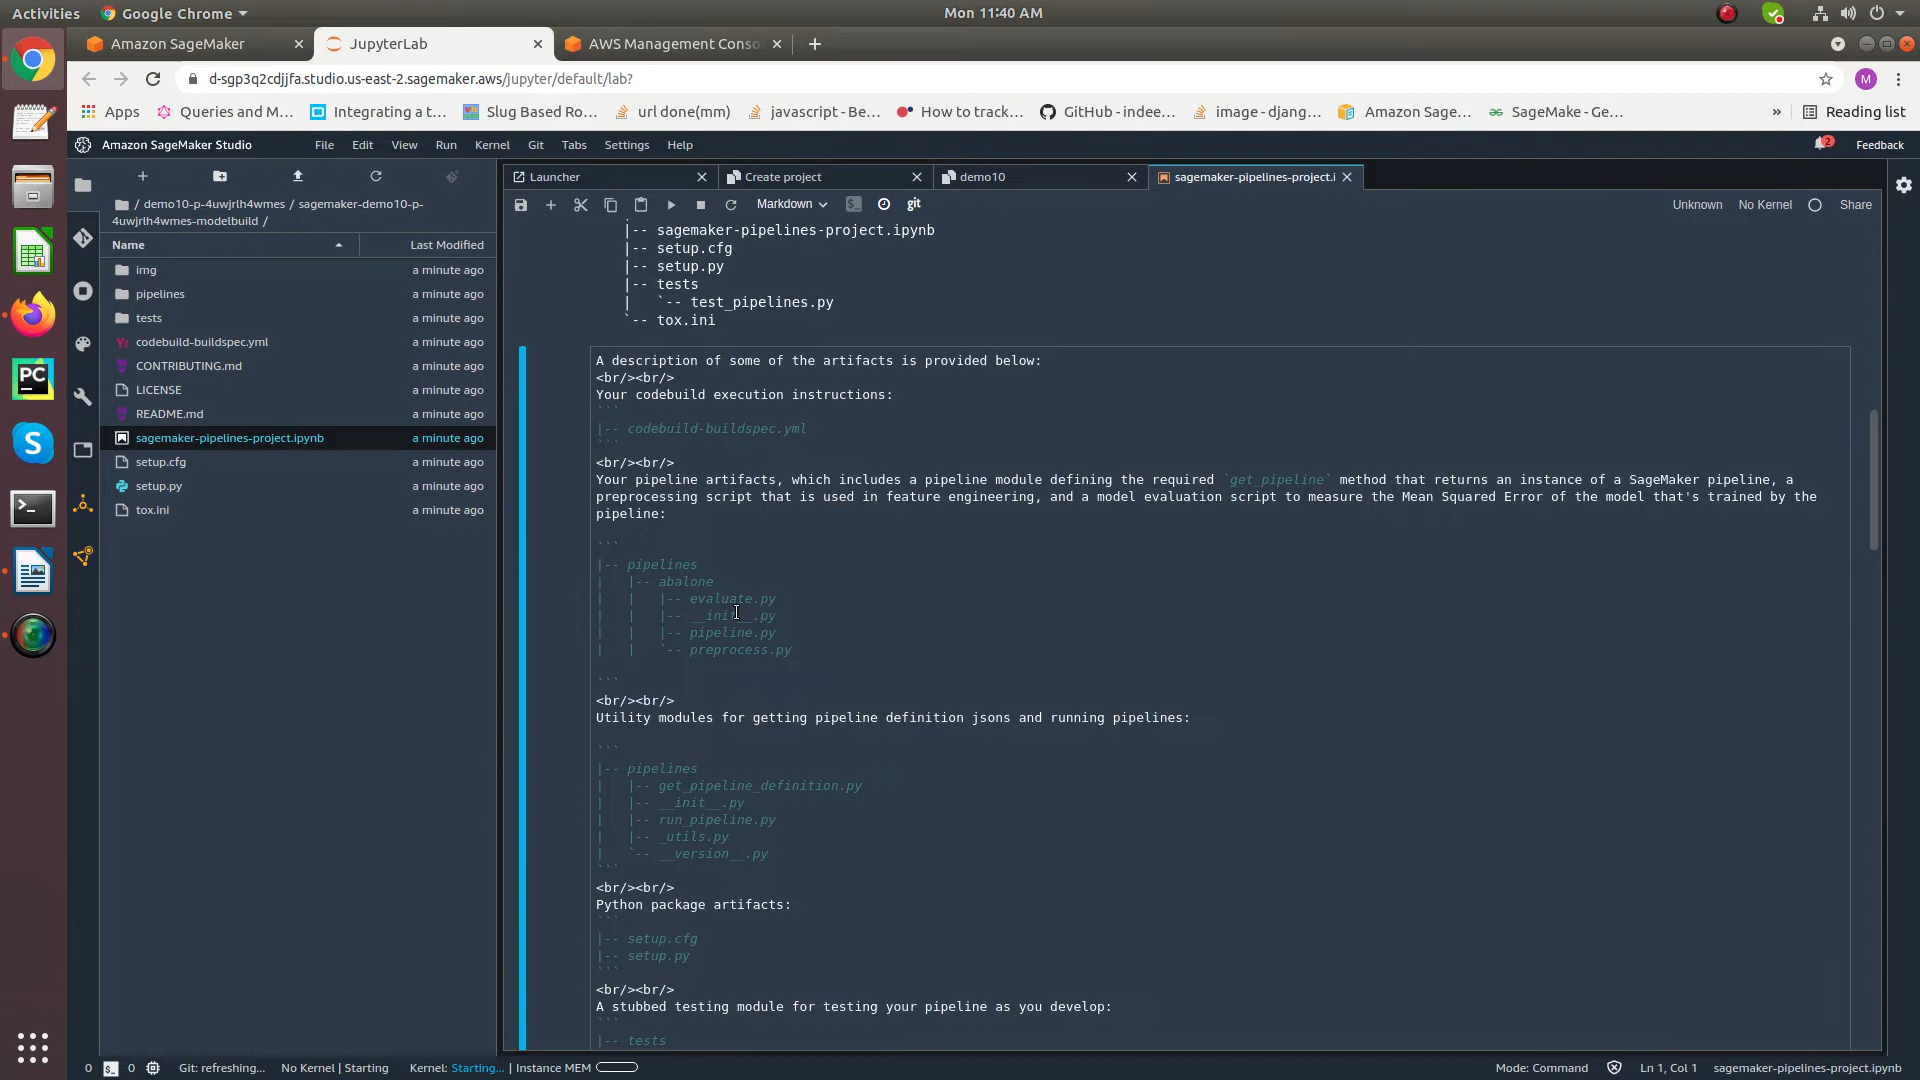 Activities
Google Chrome
Mon 11:40 AM
Amazon SageMaker
JupyterLab
AWS Management Conso
d-sgp3q2cdjjfa.studio.us-east-2.sagemaker.aws/jupyter/default/lab?
M
Apps
Queries and M...
Integrating a t...
Slug Based Ro...
url done(mm)
javascript - Be...
How to track...
GitHub - indee...
image - djang...
Amazon Sage...
SageMake - Ge...
»
Reading list
Amazon SageMaker Studio
File
Edit
View
Run
Kernel
Git
Tabs
Settings
Help
2
Feedback
Launcher
Create project
demo10
sagemaker-pipelines-project.i
/ demo10-p-4uwjrlh4wmes / sagemaker-demo10-p-
4uwjrlh4wmes-modelbuild /
Markdown
git
Unknown
No Kernel
Share
Name
Last Modified
img a minute ago
pipelines a minute ago
tests a minute ago
codebuild-buildspec.yml a minute ago
CONTRIBUTING.md a minute ago
LICENSE a minute ago
README.md a minute ago
sagemaker-pipelines-project.ipynb a minute ago
setup.cfg a minute ago
setup.py a minute ago
tox.ini a minute ago
|-- sagemaker-pipelines-project.ipynb
|-- setup.cfg
|-- setup.py
|-- tests
|   `-- test_pipelines.py
`-- tox.ini
A description of some of the artifacts is provided below:
<br/><br/>
Your codebuild execution instructions:
```
|-- codebuild-buildspec.yml
```
<br/><br/>
Your pipeline artifacts, which includes a pipeline module defining the required `get_pipeline` method that returns an instance of a SageMaker pipeline, a
preprocessing script that is used in feature engineering, and a model evaluation script to measure the Mean Squared Error of the model that's trained by the
pipeline:
```
|-- pipelines
|   |-- abalone
|   |   |-- evaluate.py
|   |   |-- __init__.py
|   |   |-- pipeline.py
|   |   `-- preprocess.py
```
<br/><br/>
Utility modules for getting pipeline definition jsons and running pipelines:
```
|-- pipelines
|   |-- get_pipeline_definition.py
|   |-- __init__.py
|   |-- run_pipeline.py
|   |-- _utils.py
|   `-- __version__.py
```
<br/><br/>
Python package artifacts:
```
|-- setup.cfg
|-- setup.py
```
<br/><br/>
A stubbed testing module for testing your pipeline as you develop:
```
|-- tests
0
$_
0
Git: refreshing...
No Kernel | Starting
Kernel: Starting... | Instance MEM
Mode: Command
Ln 1, Col 1
sagemaker-pipelines-project.ipynb